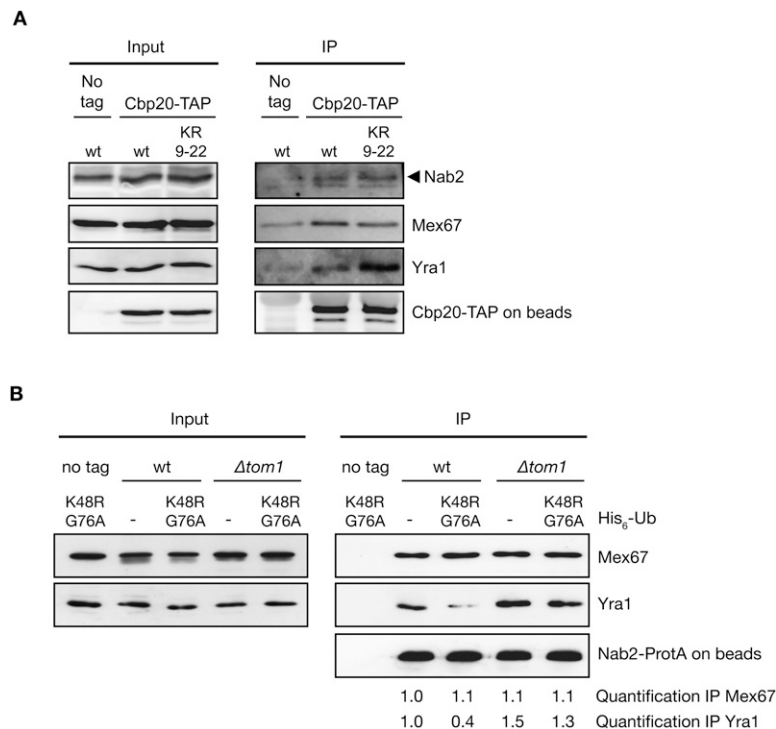 A
Input
IP
No tag
Cbp20-TAP
No tag
Cbp20-TAP
wt
wt
KR 9-22
wt
wt
KR 9-22
Nab2
Mex67
Yra1
Cbp20-TAP on beads
B
Input
IP
no tag
wt
Δtom1
no tag
wt
Δtom1
K48R G76A
-
K48R G76A
-
K48R G76A
K48R G76A
-
K48R G76A
-
K48R G76A
His6-Ub
Mex67
Yra1
Nab2-ProtA on beads
1.0 1.1 1.1 1.1 Quantification IP Mex67
1.0 0.4 1.5 1.3 Quantification IP Yra1